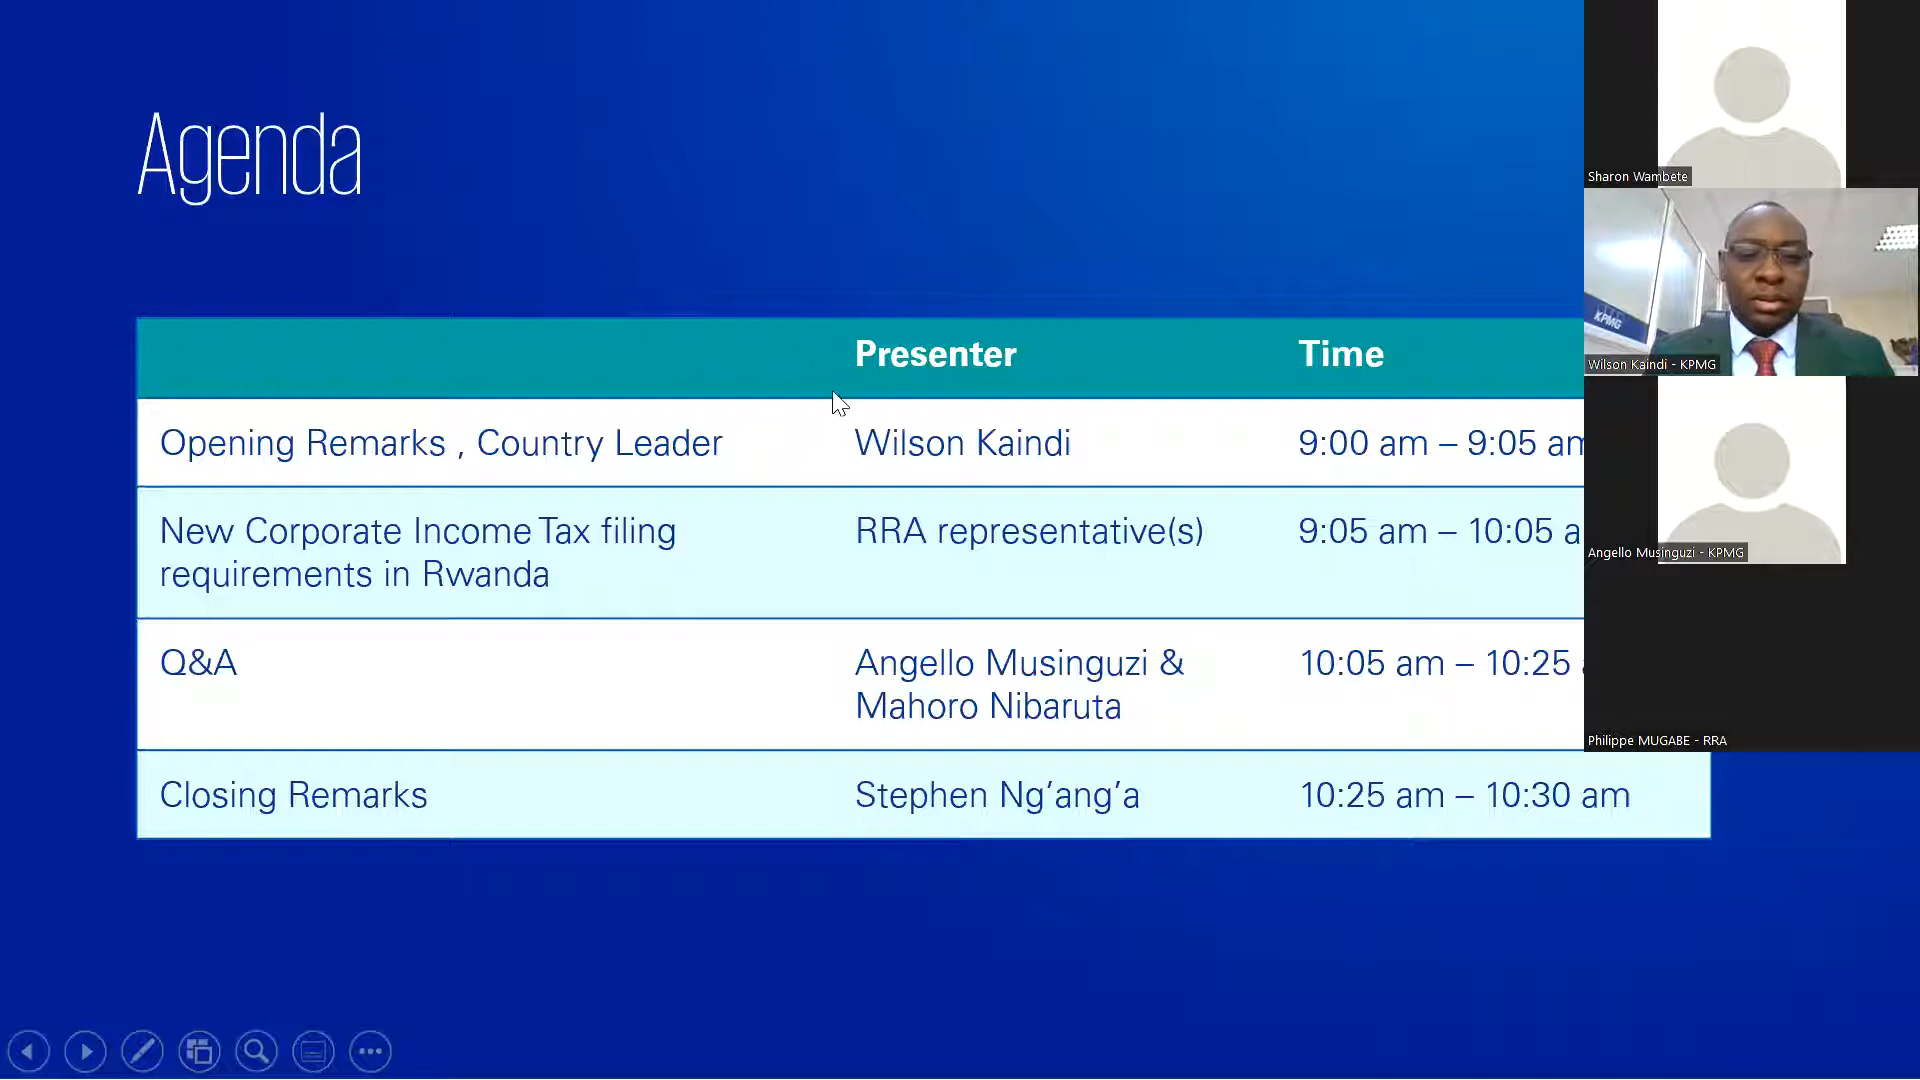 Agenda
Presenter Time
Opening Remarks , Country Leader Wilson Kaindi 9:00 am – 9:05 am
New Corporate Income Tax filing RRA representative(s) 9:05 am – 10:05 a
requirements in Rwanda
Q&A Angello Musinguzi & 10:05 am – 10:25
Mahoro Nibaruta
Closing Remarks Stephen Ng’ang’a 10:25 am – 10:30 am
Sharon Wambete
KPMG
Wilson Kaindi - KPMG
Angello Musinguzi - KPMG
Philippe MUGABE - RRA